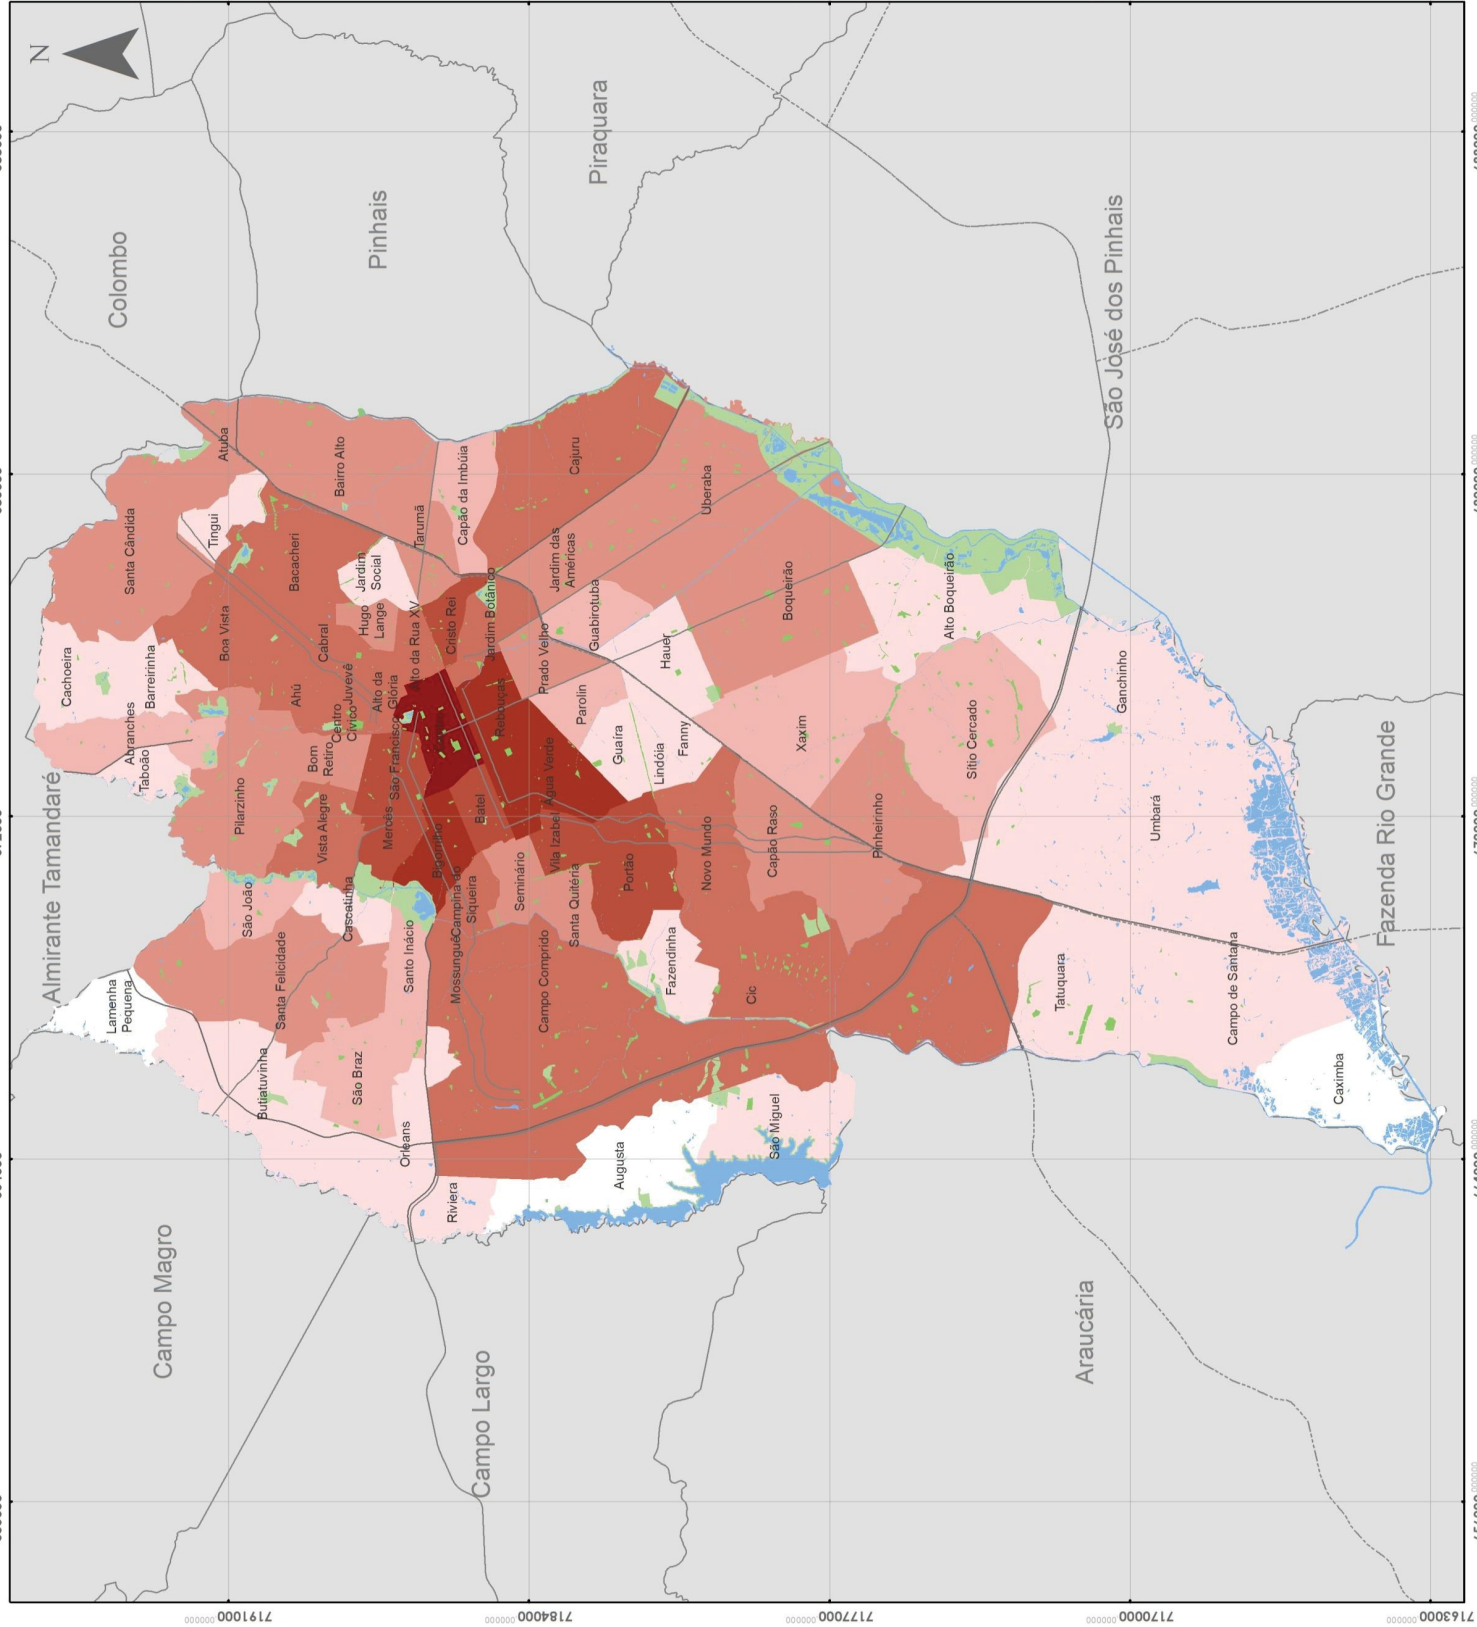 N
Almirante Tamandaré
Colombo
Campo Magro
Pinhais
Piraquara
Campo Largo
São José dos Pinhais
Araucária
Fazenda Rio Grande
Cachoeira
Abranches
Taboão
Barreirinha
Santa Cândida
Tingui
Atuba
Lamenha
Pequena
Butiatuvinha
Santa Felicidade
São João
Pilarzinho
Boa Vista
Bacacheri
Bairro Alto
São Braz
Cascatinha
Vista Alegre
Bom
Retiro
Ahú
Centro
Cívico
Juvevê
Cabral
Hugo
Lange
Jardim
Social
Tarumã
Orleans
Santo Inácio
Mercês
São Francisco
Alto da
Glória
Alto da Rua XV
Cristo Rei
Capão da Imbúia
Riviera
Mossunguê
Campina do
Siqueira
Bigorrilho
Batel
Rebouças
Jardim Botânico
Cajuru
Campo Comprido
Seminário
Santa Quitéria
Vila Izabel
Água Verde
Prado Velho
Jardim das
Américas
Parolin
Guabirotuba
Uberaba
Augusta
São Miguel
Cic
Fazendinha
Portão
Novo Mundo
Guaíra
Lindóia
Fanny
Hauer
Capão Raso
Xaxim
Boqueirão
Pinheirinho
Sítio Cercado
Alto Boqueirão
Tatuquara
Umbará
Ganchinho
Campo de Santana
Caximba
7191000,000000
7184000,000000
7177000,000000
7170000,000000
7163000,000000